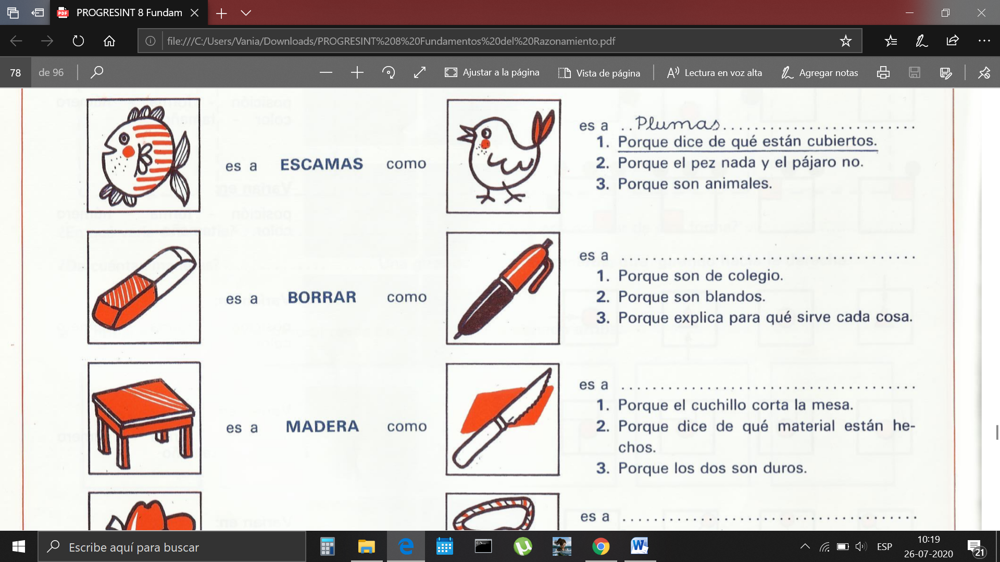 PROGRESINT 8 Fundam
file:///C:/Users/Vania/Downloads/PROGRESINT%208%20Fundamentos%20del%20Razonamiento.pdf
78 de 96
Ajustar a la página
Vista de página
Lectura en voz alta
Agregar notas
es a ESCAMAS como
es a ..Plumas..............................
1. Porque dice de qué están cubiertos.
2. Porque el pez nada y el pájaro no.
3. Porque son animales.
es a BORRAR como
es a ......................................
1. Porque son de colegio.
2. Porque son blandos.
3. Porque explica para qué sirve cada cosa.
es a MADERA como
es a ......................................
1. Porque el cuchillo corta la mesa.
2. Porque dice de qué material están he-
chos.
3. Porque los dos son duros.
es a ......................................
Escribe aquí para buscar
ESP
10:19
26-07-2020
21